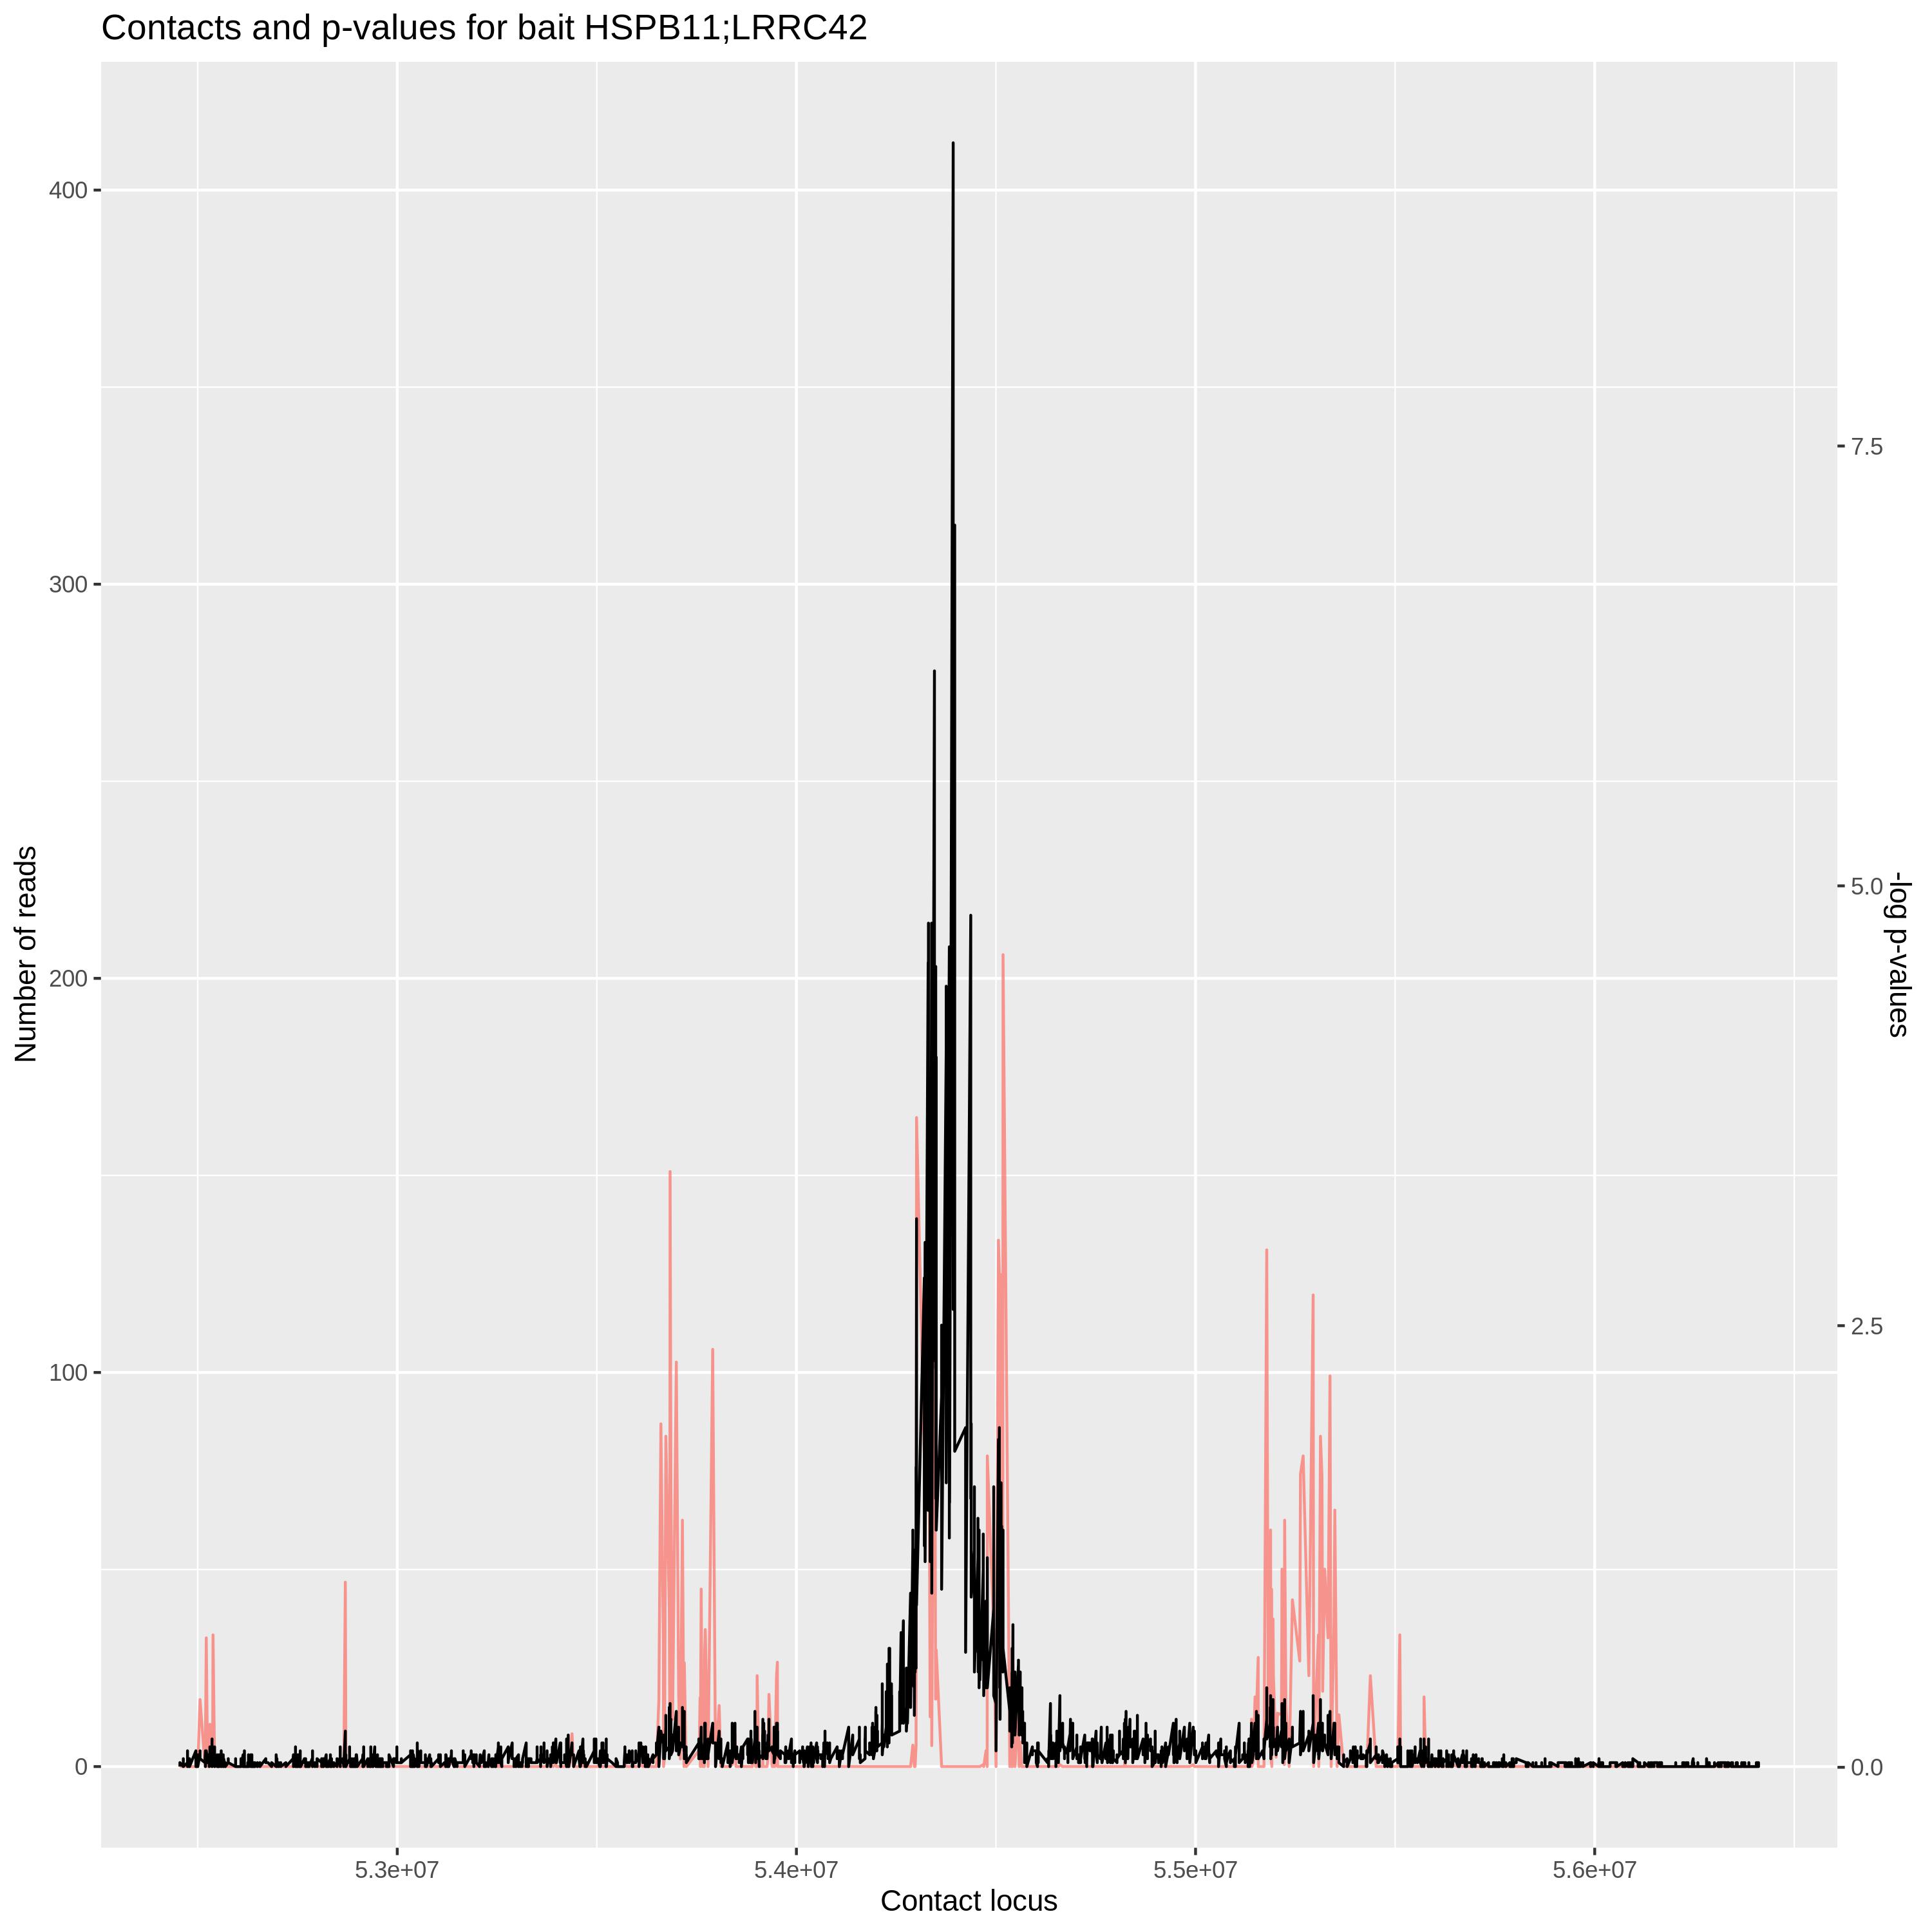 Contacts and p-values for bait HSPB11;LRRC42
400
300
200
100
0
Number of reads
7.5
5.0
2.5
0.0
-log p-values
5.3e+07
5.4e+07
5.5e+07
5.6e+07
Contact locus